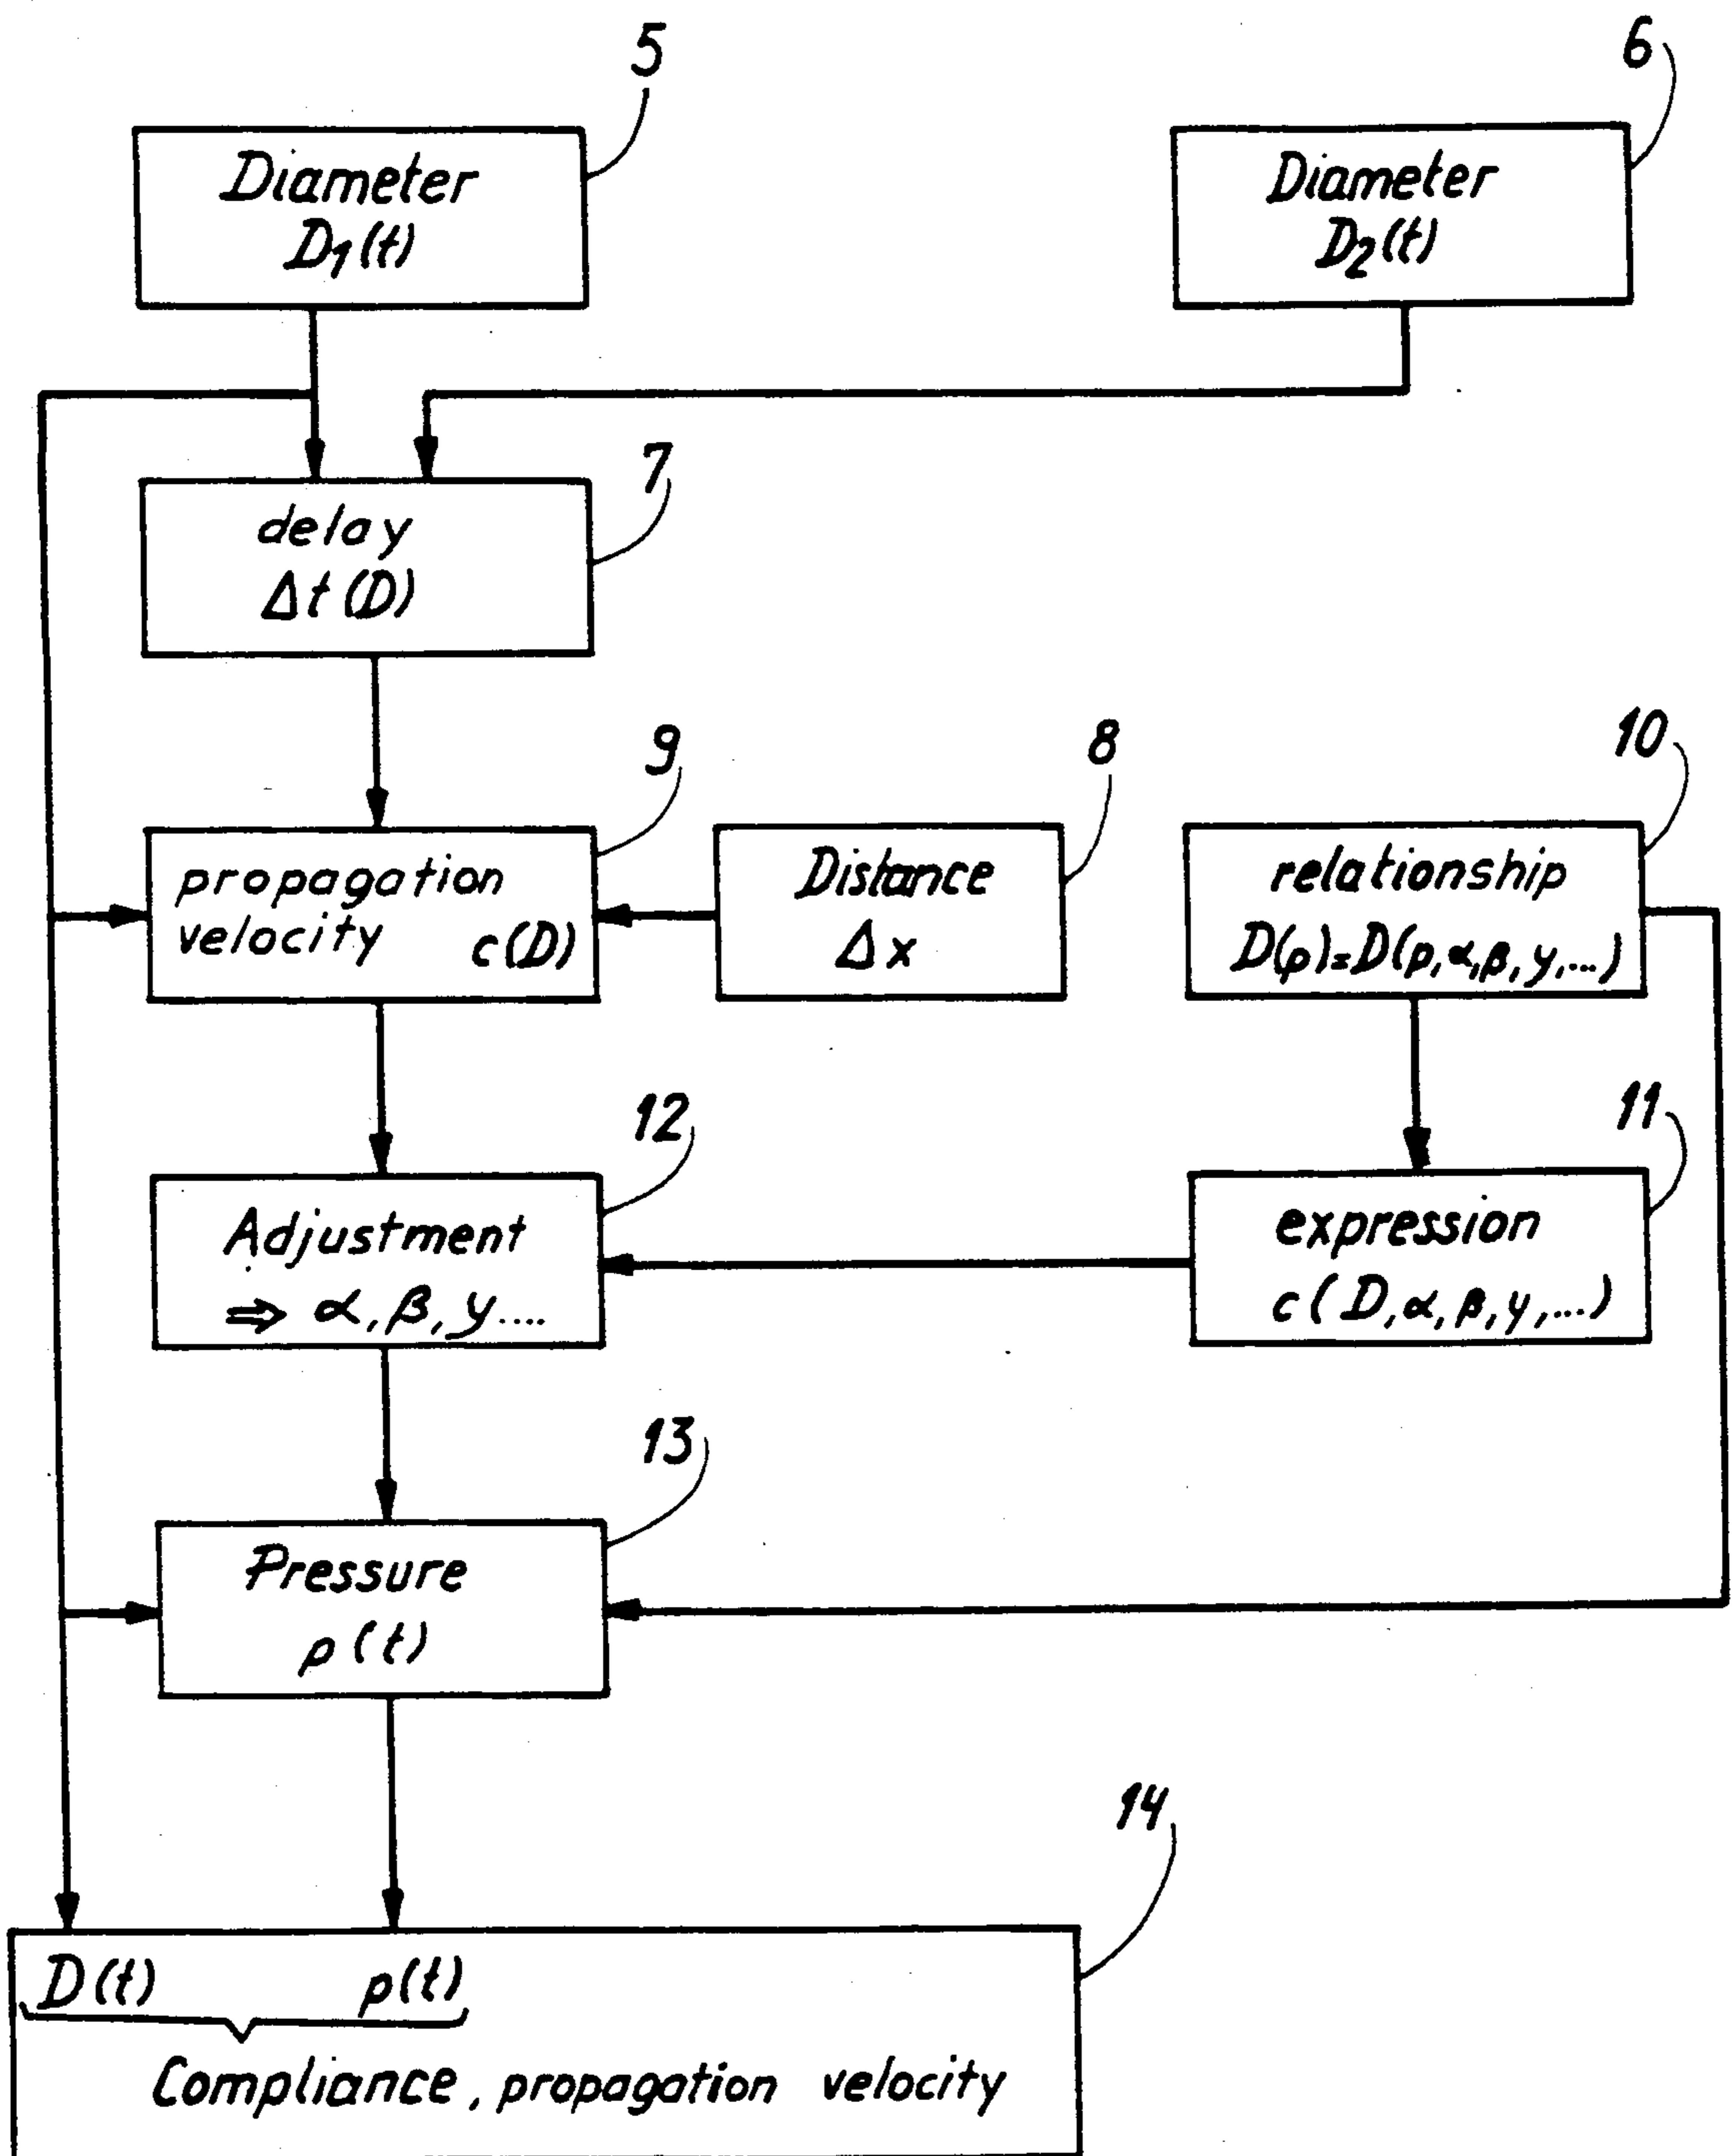 5
6
Diameter
D₁(t)
Diameter
D₂(t)
7
delay
Δt(D)
9
8
10
propagation
velocity c(D)
Distance
Δx
relationship
D(p)=D(p,α,β,y,...)
12
11
Adjustment
⇒ α,β,y....
expression
c(D,α,β,y,...)
13
Pressure
p(t)
14
D(t) p(t)
Compliance, propagation velocity